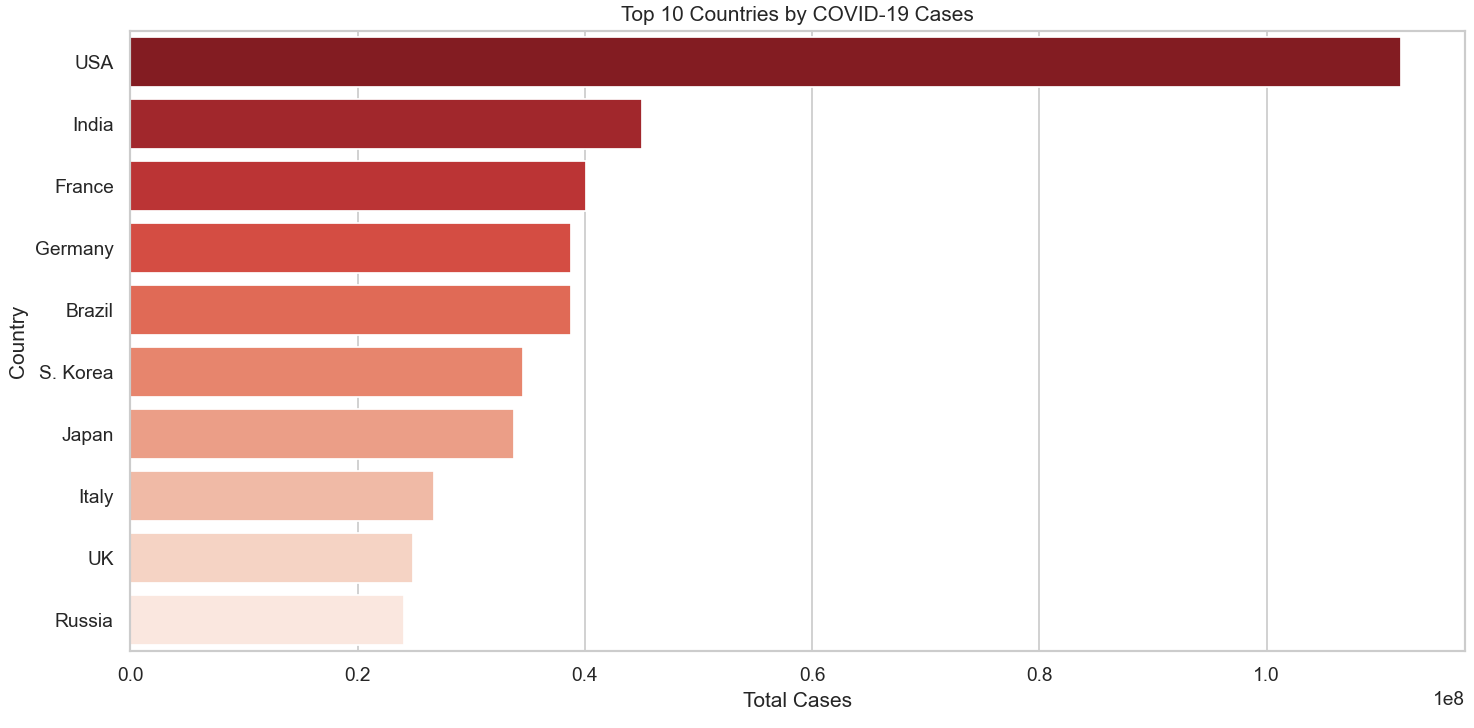 Top 10 Countries by COVID-19 Cases
USA
India
France
Germany
Brazil
S. Korea
Japan
Italy
UK
Russia
Country
0.0 0.2 0.4 0.6 0.8 1.0
Total Cases
1e8